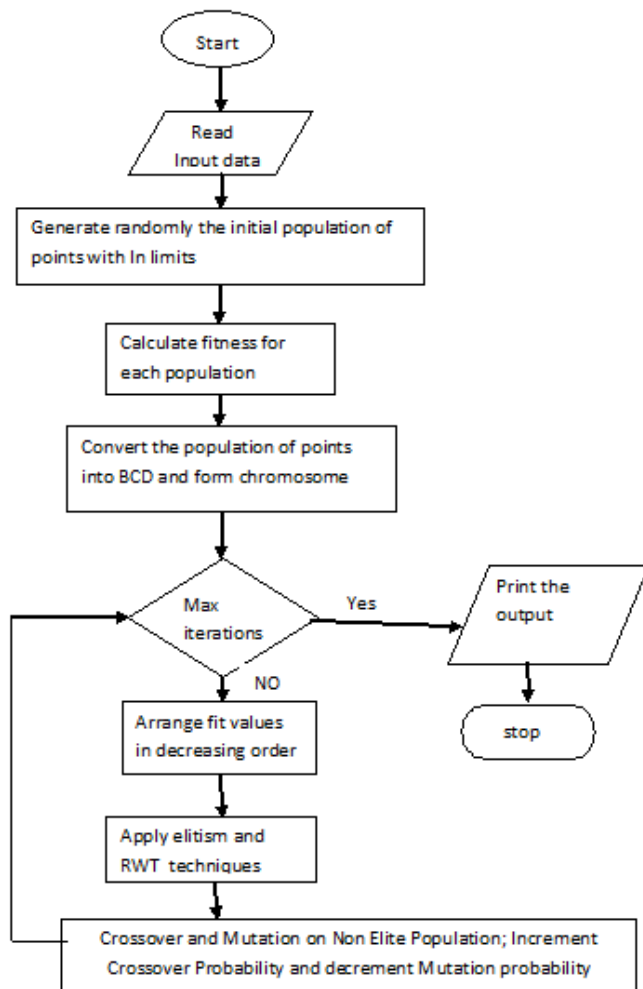 Start
Read
Input data
Generate randomly the initial population of
points with In limits
Calculate fitness for
each population
Convert the population of points
into BCD and form chromosome
Max
iterations
Yes
Print the
output
stop
NO
Arrange fit values
in decreasing order
Apply elitism and
RWT techniques
Crossover and Mutation on Non Elite Population; Increment
Crossover Probability and decrement Mutation probability